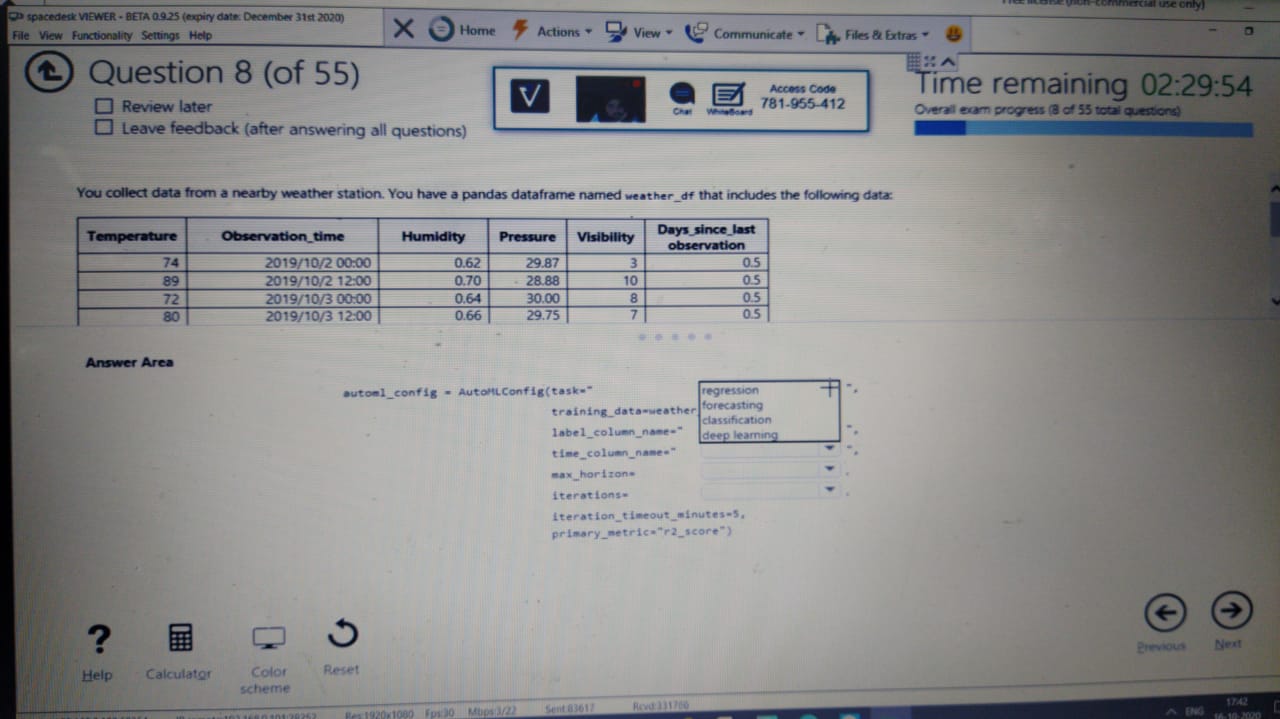 Free license (non-commercial use only)
spacedesk VIEWER - BETA 0.9.25 (expiry date: December 31st 2020)
File View Functionality Settings Help
Home Actions View Communicate Files & Extras
Question 8 (of 55)
Review later
Leave feedback (after answering all questions)
V
Chat
WhiteBoard
Access Code
781-955-412
Time remaining 02:29:54
Overall exam progress (8 of 55 total questions)
You collect data from a nearby weather station. You have a pandas dataframe named weather_df that includes the following data:
Temperature Observation_time Humidity Pressure Visibility Days_since_last observation
74 2019/10/2 00:00 0.62 29.87 3 0.5
89 2019/10/2 12:00 0.70 28.88 10 0.5
72 2019/10/3 00:00 0.64 30.00 8 0.5
80 2019/10/3 12:00 0.66 29.75 7 0.5
Answer Area
automl_config = AutoMLConfig(task="
regression
",
forecasting
classification
deep learning
training_data=weather
label_column_name="
",
time_column_name="
",
max_horizon=
,
iterations=
,
iteration_timeout_minutes=5,
primary_metric="r2_score")
Help
Calculator
Color scheme
Reset
Previous
Next
Res:1920x1080 Fps:30 Mbps:3/22 Sent:83617 Rcvd:331780
ENG
17:42
16-10-2020